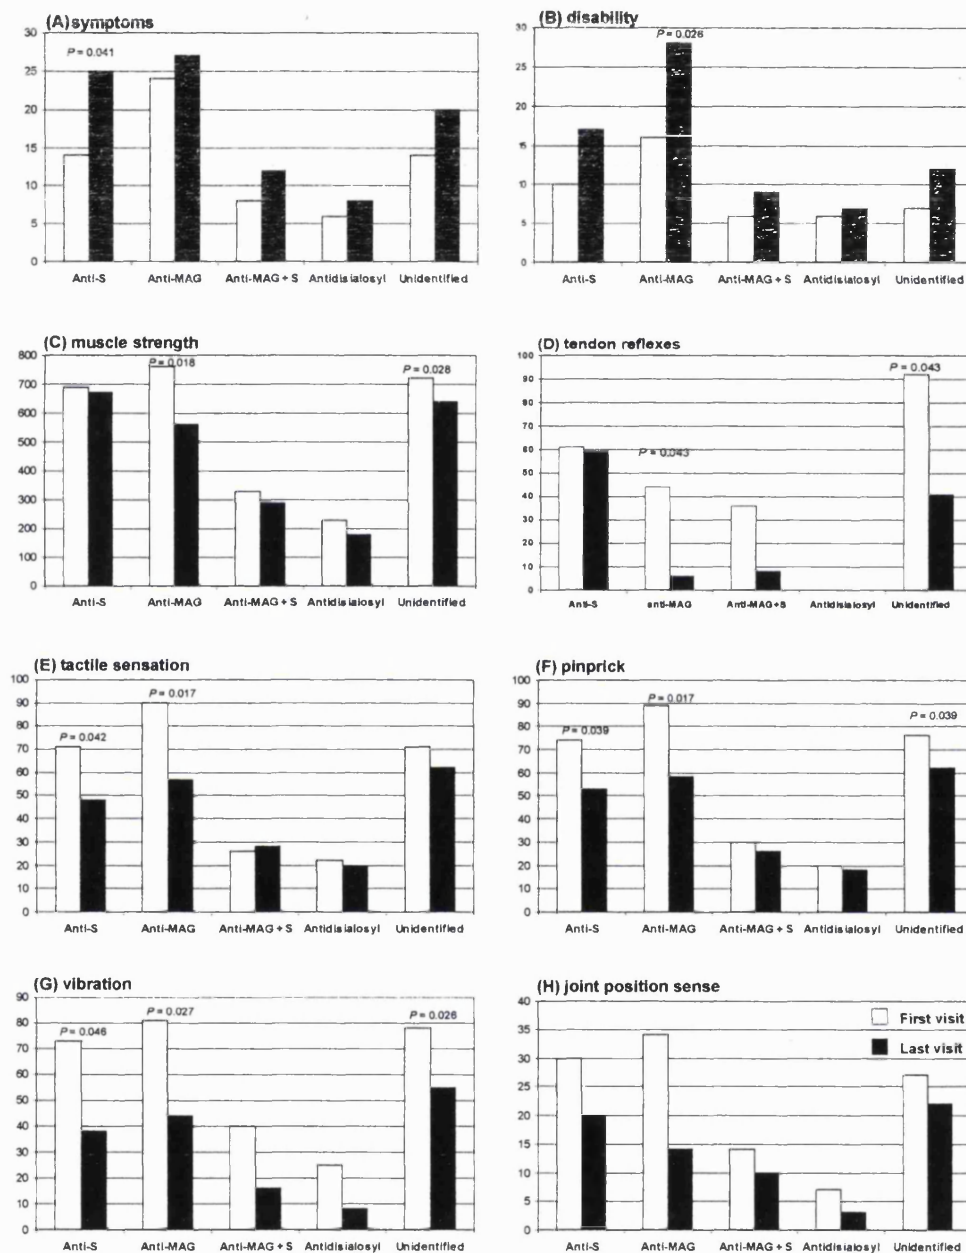 (A) symptoms
30
25
20
15
10
5
0
P = 0.041
Anti-S Anti-MAG Anti-MAG + S Antidisialosyl Unidentified
(B) disability
30
25
20
15
10
5
0
P = 0.026
Anti-S Anti-MAG Anti-MAG + S Antidisialosyl Unidentified
(C) muscle strength
800
700
600
500
400
300
200
100
0
P = 0.018
P = 0.028
Anti-S Anti-MAG Anti-MAG + S Antidisialosyl Unidentified
(D) tendon reflexes
100
90
80
70
60
50
40
30
20
10
0
P = 0.043
P = 0.043
Anti-S anti-MAG Anti-MAG+S Antidisialosyl Unidentified
(E) tactile sensation
100
90
80
70
60
50
40
30
20
10
0
P = 0.042
P = 0.017
Anti-S Anti-MAG Anti-MAG + S Antidisialosyl Unidentified
(F) pinprick
100
90
80
70
60
50
40
30
20
10
0
P = 0.039
P = 0.017
P = 0.039
Anti-S Anti-MAG Anti-MAG + S Antidisialosyl Unidentified
(G) vibration
90
80
70
60
50
40
30
20
10
0
P = 0.046
P = 0.027
P = 0.026
Anti-S Anti-MAG Anti-MAG + S Antidisialosyl Unidentified
(H) joint position sense
40
35
30
25
20
15
10
5
0
First visit
Last visit
Anti-S Anti-MAG Anti-MAG + S Antidisialosyl Unidentified